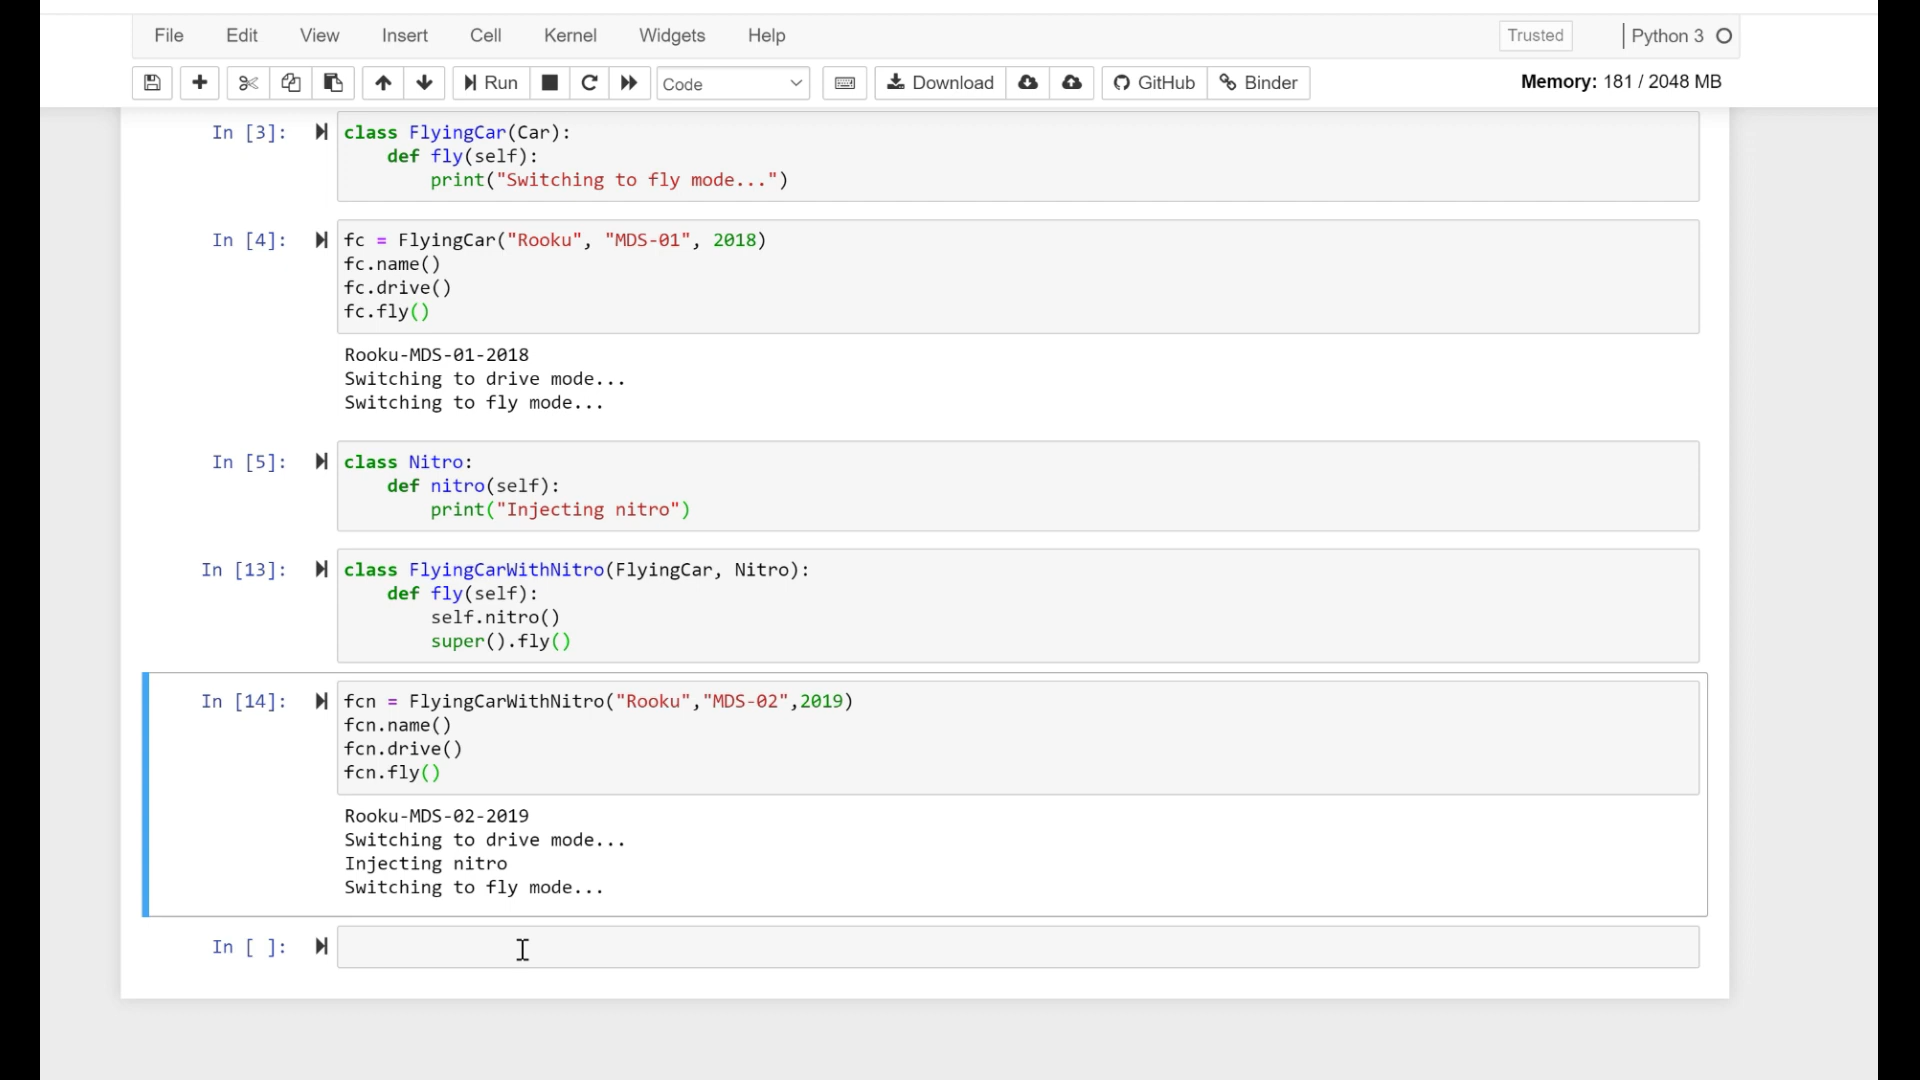 File Edit View Insert Cell Kernel Widgets Help Trusted Python 3
Run Code Download GitHub Binder Memory: 181 / 2048 MB
In [3]: class FlyingCar(Car):
    def fly(self):
        print("Switching to fly mode...")
In [4]: fc = FlyingCar("Rooku", "MDS-01", 2018)
fc.name()
fc.drive()
fc.fly()
Rooku-MDS-01-2018
Switching to drive mode...
Switching to fly mode...
In [5]: class Nitro:
    def nitro(self):
        print("Injecting nitro")
In [13]: class FlyingCarWithNitro(FlyingCar, Nitro):
    def fly(self):
        self.nitro()
        super().fly()
In [14]: fcn = FlyingCarWithNitro("Rooku","MDS-02",2019)
fcn.name()
fcn.drive()
fcn.fly()
Rooku-MDS-02-2019
Switching to drive mode...
Injecting nitro
Switching to fly mode...
In [ ]: